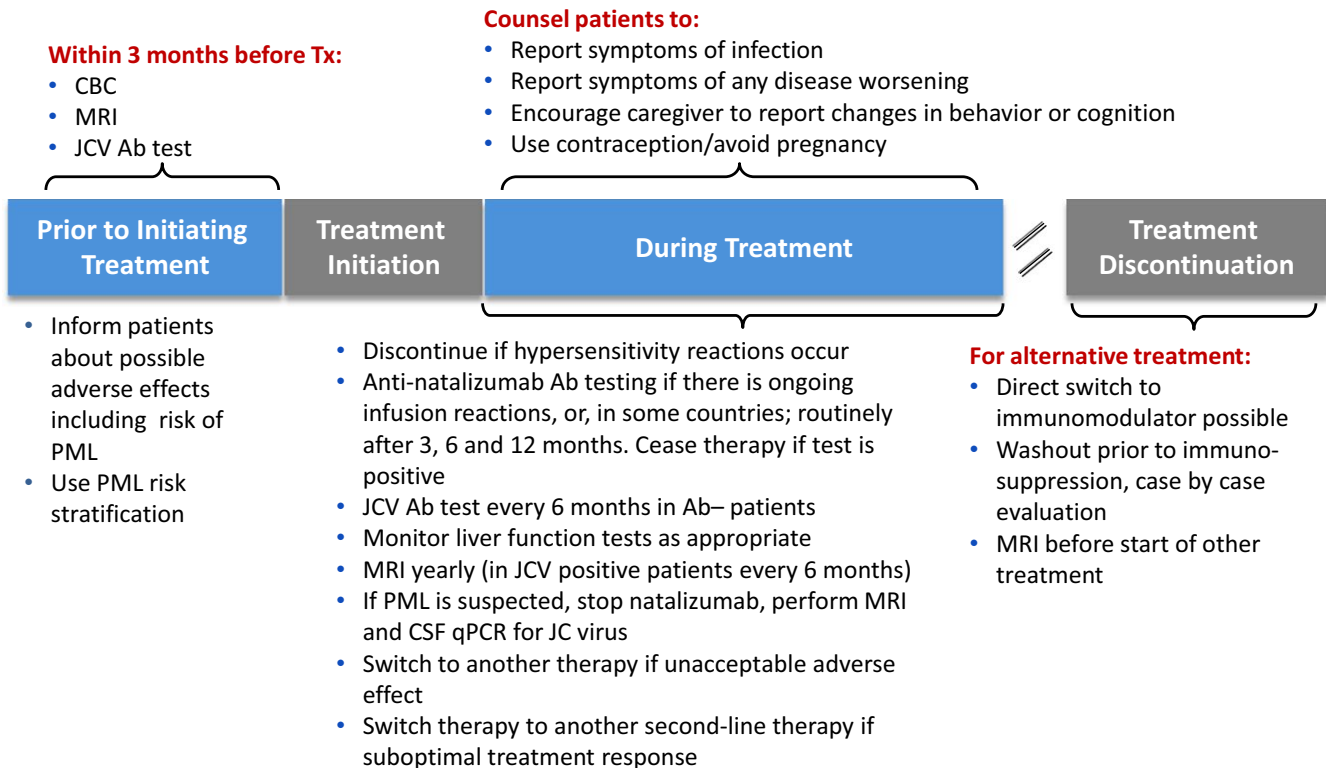 Within 3 months before Tx:
• CBC
• MRI
• JCV Ab test
Counsel patients to:
• Report symptoms of infection
• Report symptoms of any disease worsening
• Encourage caregiver to report changes in behavior or cognition
• Use contraception/avoid pregnancy
Prior to Initiating
Treatment
Treatment
Initiation
During Treatment
Treatment
Discontinuation
• Inform patients
about possible
adverse effects
including risk of
PML
• Use PML risk
stratification
• Discontinue if hypersensitivity reactions occur
• Anti-natalizumab Ab testing if there is ongoing
infusion reactions, or, in some countries; routinely
after 3, 6 and 12 months. Cease therapy if test is
positive
• JCV Ab test every 6 months in Ab– patients
• Monitor liver function tests as appropriate
• MRI yearly (in JCV positive patients every 6 months)
• If PML is suspected, stop natalizumab, perform MRI
and CSF qPCR for JC virus
• Switch to another therapy if unacceptable adverse
effect
• Switch therapy to another second-line therapy if
suboptimal treatment response
For alternative treatment:
• Direct switch to
immunomodulator possible
• Washout prior to immuno-
suppression, case by case
evaluation
• MRI before start of other
treatment